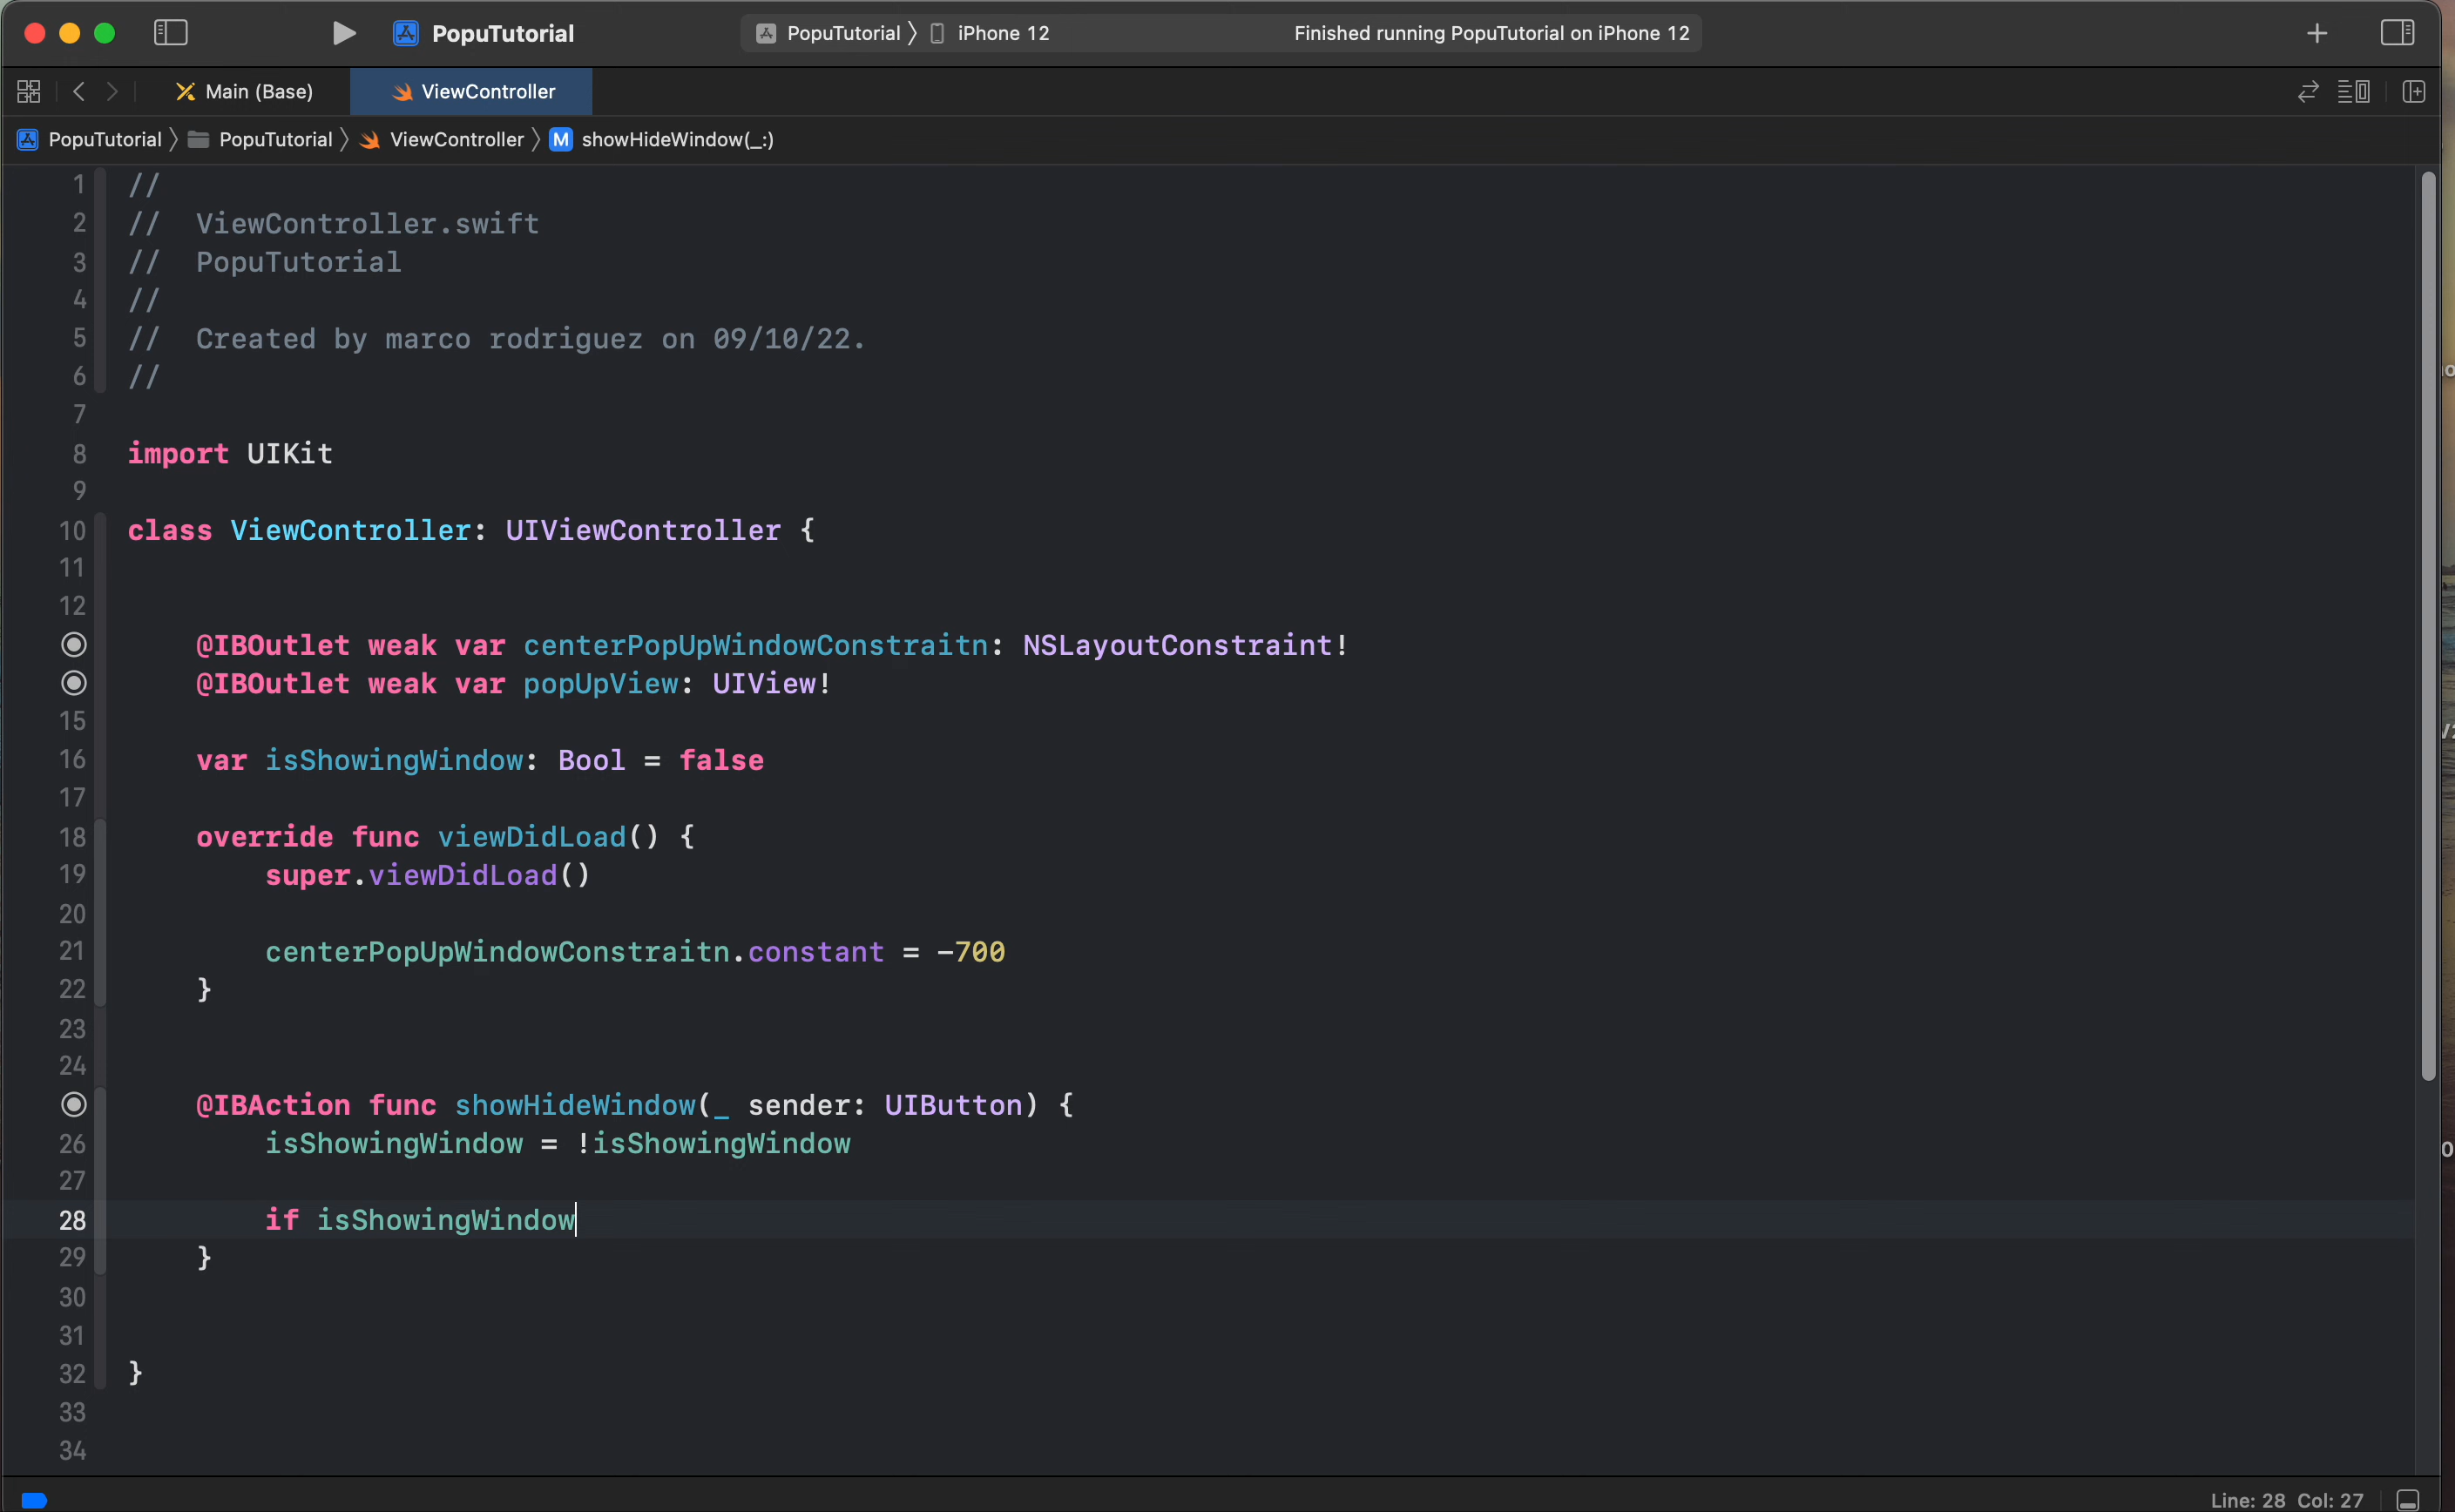 PopuTutorial
PopuTutorial 〉 iPhone 12
Finished running PopuTutorial on iPhone 12
Main (Base)
ViewController
PopuTutorial 〉 PopuTutorial 〉 ViewController 〉 M showHideWindow(_:)
1 //
2 //  ViewController.swift
3 //  PopuTutorial
4 //
5 //  Created by marco rodriguez on 09/10/22.
6 //
7
8 import UIKit
9
10 class ViewController: UIViewController {
11
12
    @IBOutlet weak var centerPopUpWindowConstraitn: NSLayoutConstraint!
    @IBOutlet weak var popUpView: UIView!
15
16     var isShowingWindow: Bool = false
17
18     override func viewDidLoad() {
19         super.viewDidLoad()
20
21         centerPopUpWindowConstraitn.constant = -700
22     }
23
24
    @IBAction func showHideWindow(_ sender: UIButton) {
26         isShowingWindow = !isShowingWindow
27
28         if isShowingWindow
29     }
30
31
32 }
33
34
Line: 28  Col: 27